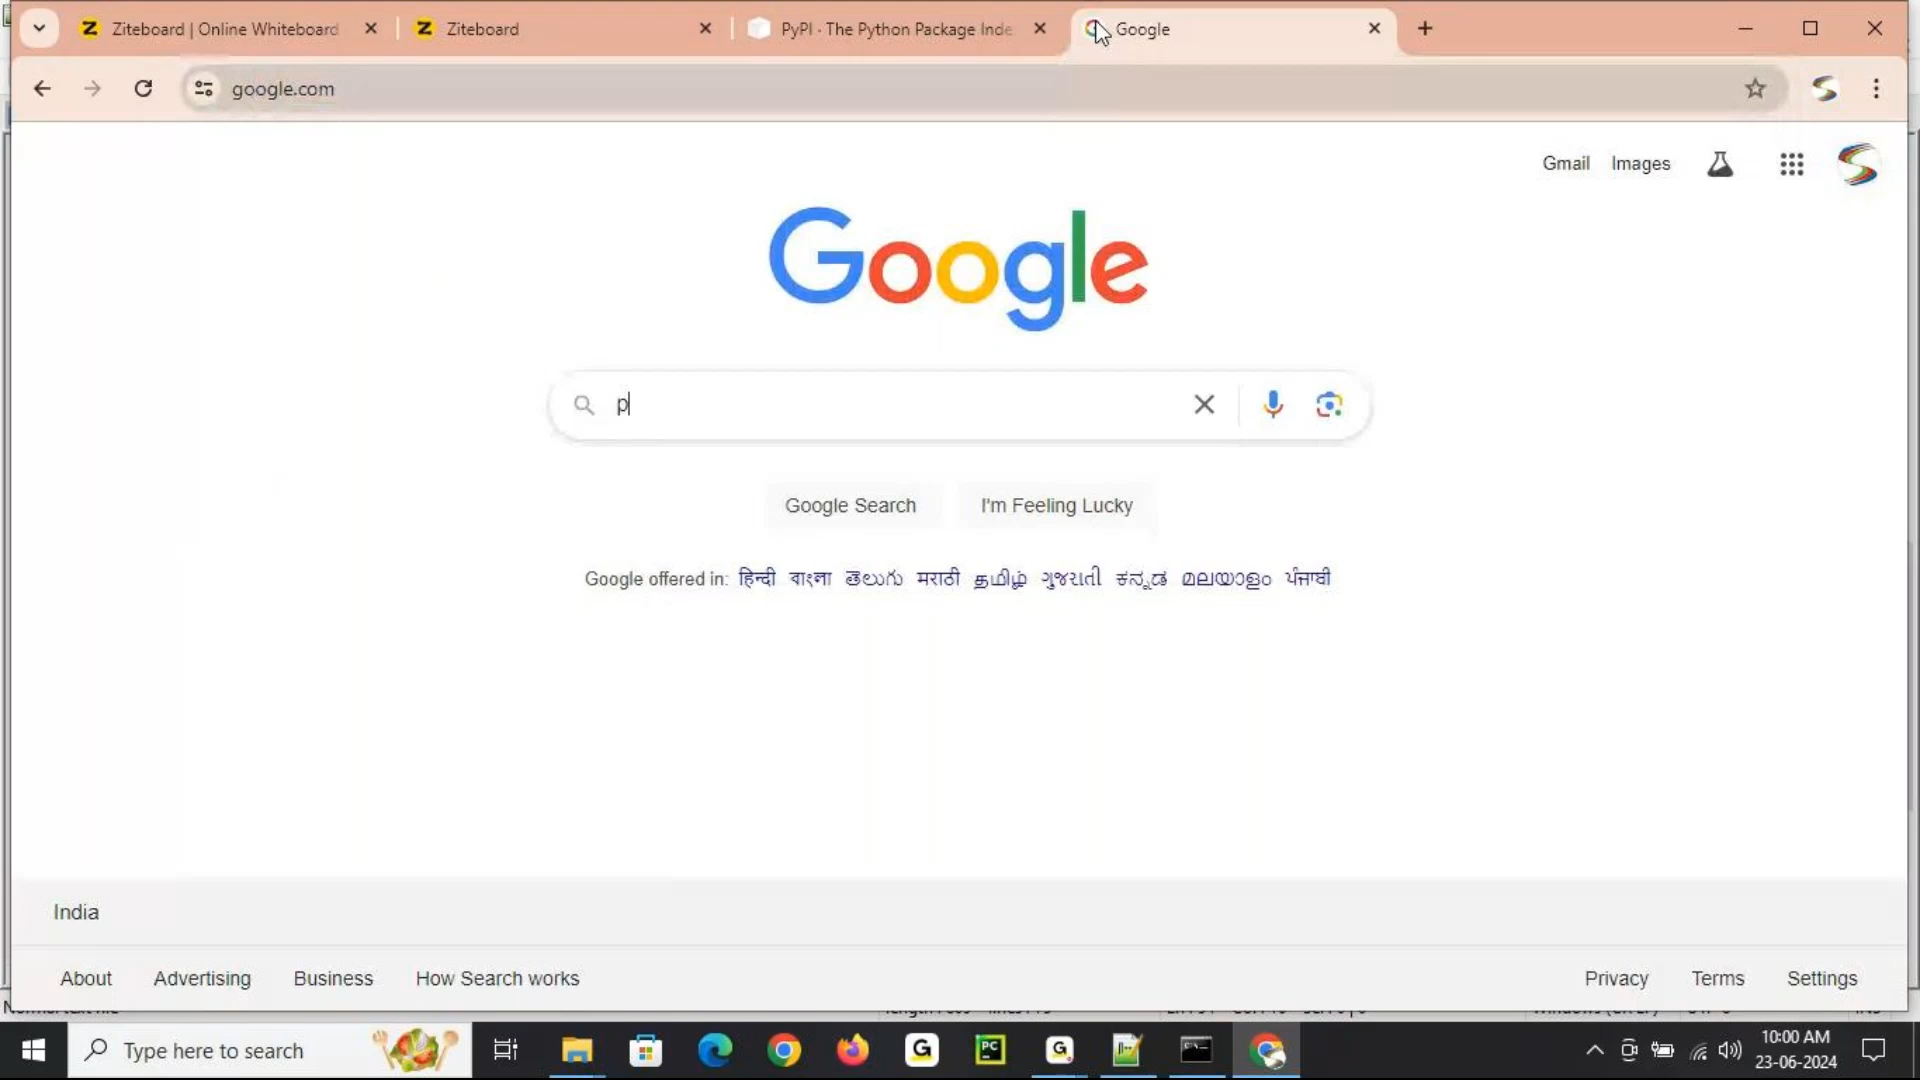 Ziteboard | Online Whiteboard
Ziteboard
PyPI · The Python Package Inde
Google
google.com
Gmail Images
Google
p
Google Search I'm Feeling Lucky
Google offered in: हिन्दी বাংলা తెలుగు मराठी தமிழ் ગુજરાતી ಕನ್ನಡ മലയാളം ਪੰਜਾਬੀ
India
About Advertising Business How Search works Privacy Terms Settings
Type here to search
10:00 AM
23-06-2024